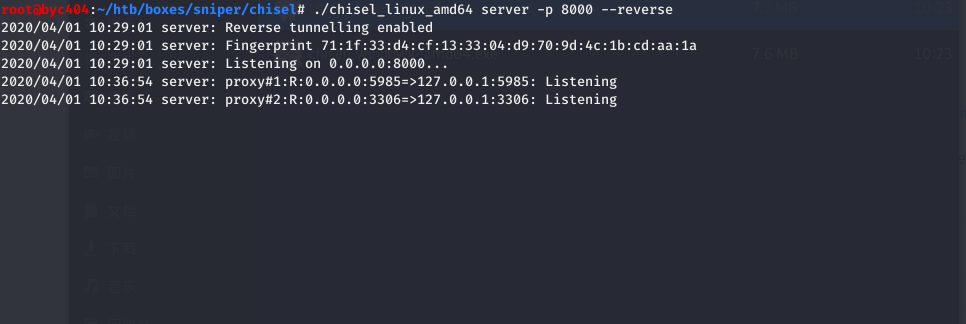 root@byc404:~/htb/boxes/sniper/chisel# ./chisel_linux_amd64 server -p 8000 --reverse
2020/04/01 10:29:01 server: Reverse tunnelling enabled
2020/04/01 10:29:01 server: Fingerprint 71:1f:33:d4:cf:13:33:04:d9:70:9d:4c:1b:cd:aa:1a
2020/04/01 10:29:01 server: Listening on 0.0.0.0:8000...
7.6 MB
10:23
2020/04/01 10:36:54 server: proxy#1:R:0.0.0.0:5985=>127.0.0.1:5985: Listening
2020/04/01 10:36:54 server: proxy#2:R:0.0.0.0:3306=>127.0.0.1:3306: Listening